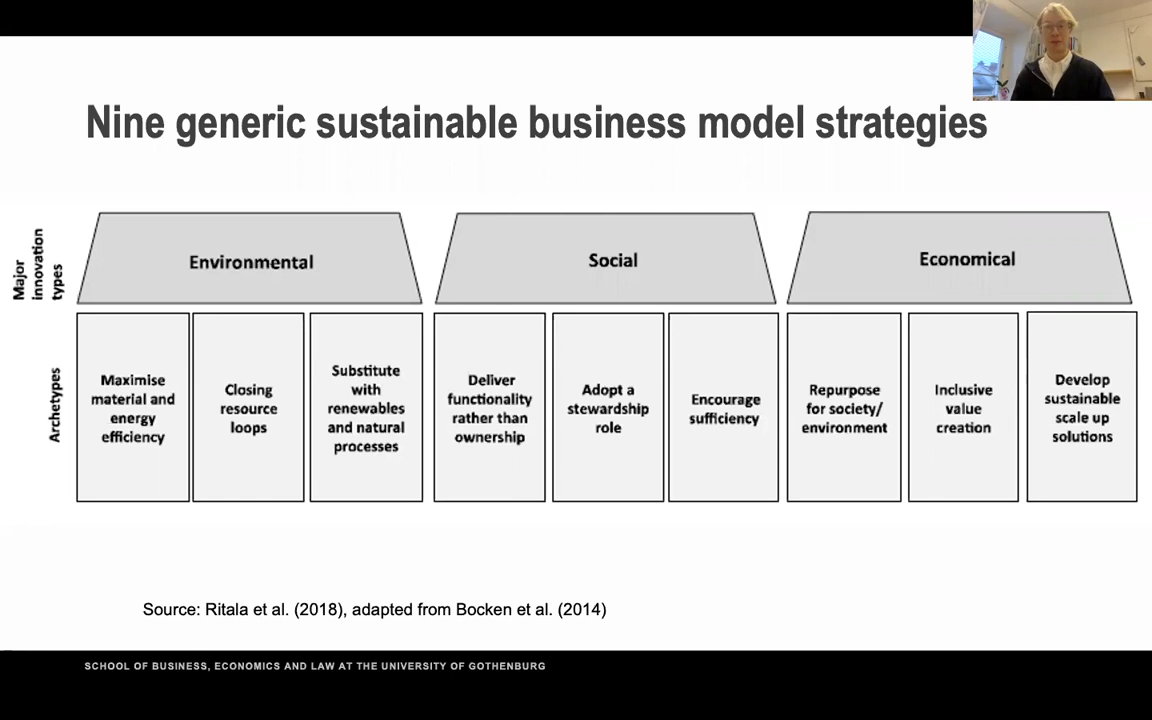 Nine generic sustainable business model strategies
Major
innovation
types
Environmental
Social
Economical
Archetypes
Maximise
material and
energy
efficiency
Closing
resource
loops
Substitute
with
renewables
and natural
processes
Deliver
functionality
rather than
ownership
Adopt a
stewardship
role
Encourage
sufficiency
Repurpose
for society/
environment
Inclusive
value
creation
Develop
sustainable
scale up
solutions
Source: Ritala et al. (2018), adapted from Bocken et al. (2014)
SCHOOL OF BUSINESS, ECONOMICS AND LAW AT THE UNIVERSITY OF GOTHENBURG